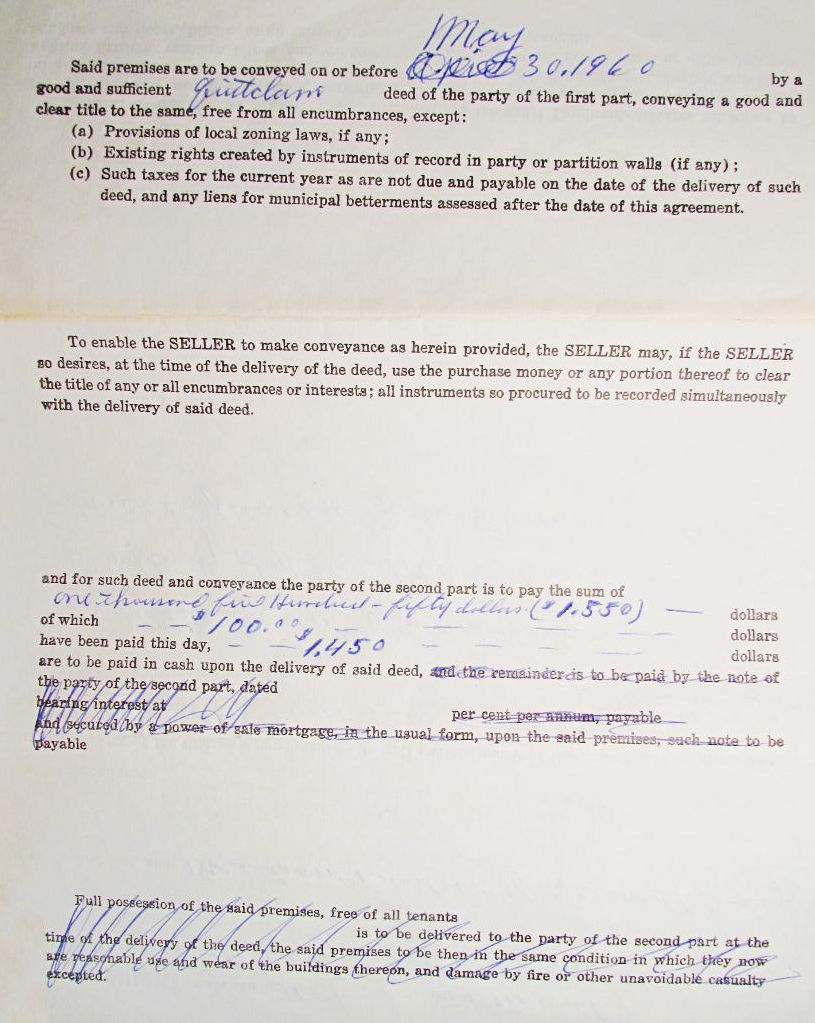 May
Said premises are to be conveyed on or before April 30, 1960 by a
good and sufficient quitclaim deed of the party of the first part, conveying a good and
clear title to the same, free from all encumbrances, except:
(a) Provisions of local zoning laws, if any;
(b) Existing rights created by instruments of record in party or partition walls (if any);
(c) Such taxes for the current year as are not due and payable on the date of the delivery of such
deed, and any liens for municipal betterments assessed after the date of this agreement.
To enable the SELLER to make conveyance as herein provided, the SELLER may, if the SELLER
so desires, at the time of the delivery of the deed, use the purchase money or any portion thereof to clear
the title of any or all encumbrances or interests; all instruments so procured to be recorded simultaneously
with the delivery of said deed.
and for such deed and conveyance the party of the second part is to pay the sum of
one thousand five Hundred - fifty dollars ($1.550) — dollars
of which — — $100.00 — — — dollars
have been paid this day, — — $1,450 — — — — dollars
are to be paid in cash upon the delivery of said deed, and the remainder is to be paid by the note of
the party of the second part, dated
bearing interest at per cent per annum, payable
and secured by a power of sale mortgage, in the usual form, upon the said premises, such note to be
payable
Full possession of the said premises, free of all tenants
is to be delivered to the party of the second part at the
time of the delivery of the deed, the said premises to be then in the same condition in which they now
are reasonable use and wear of the buildings thereon, and damage by fire or other unavoidable casualty
excepted.